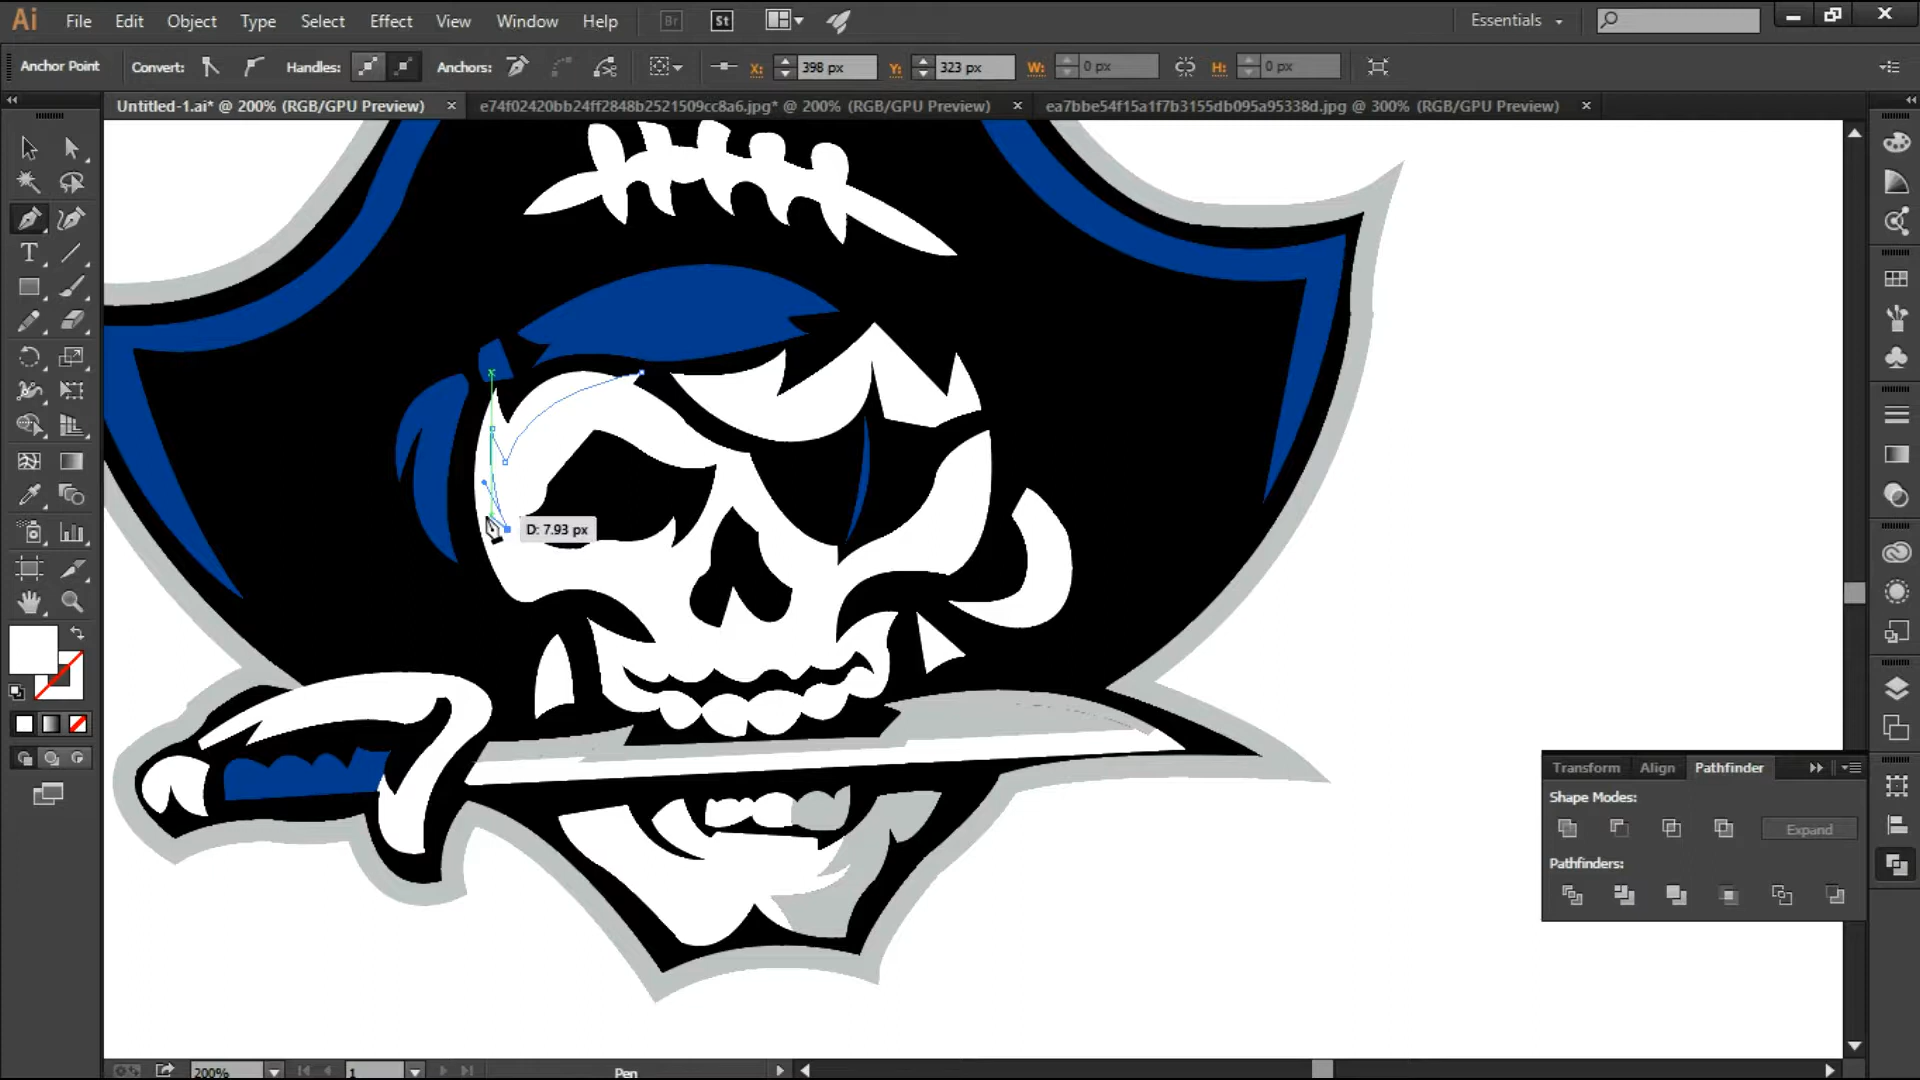 Ai File Edit Object Type Select Effect View Window Help Br St Essentials
Anchor Point Convert: Handles: Anchors: X: 398 px Y: 323 px W: 0 px H: 0 px
Untitled-1.ai* @ 200% (RGB/GPU Preview) × e74f02420bb24ff2848b2521509cc8a6.jpg* @ 200% (RGB/GPU Preview) × ea7bbe54f15a1f7b3155db095a95338d.jpg @ 300% (RGB/GPU Preview) ×
T
D: 7.93 px
Transform Align Pathfinder
Shape Modes:
Expand
Pathfinders:
200% 1 Pen